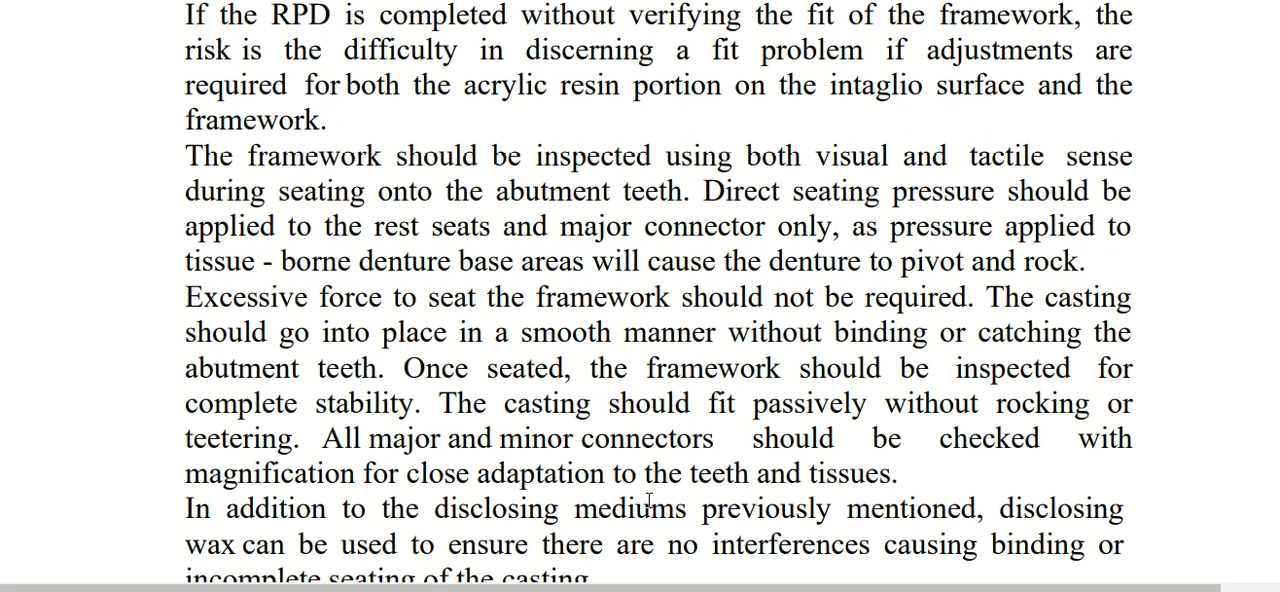 If the RPD is completed without verifying the fit of the framework, the
risk is the difficulty in discerning a fit problem if adjustments are
required for both the acrylic resin portion on the intaglio surface and the
framework.
The framework should be inspected using both visual and tactile sense
during seating onto the abutment teeth. Direct seating pressure should be
applied to the rest seats and major connector only, as pressure applied to
tissue - borne denture base areas will cause the denture to pivot and rock.
Excessive force to seat the framework should not be required. The casting
should go into place in a smooth manner without binding or catching the
abutment teeth. Once seated, the framework should be inspected for
complete stability. The casting should fit passively without rocking or
teetering. All major and minor connectors should be checked with
magnification for close adaptation to the teeth and tissues.
In addition to the disclosing mediums previously mentioned, disclosing
wax can be used to ensure there are no interferences causing binding or
incomplete seating of the casting